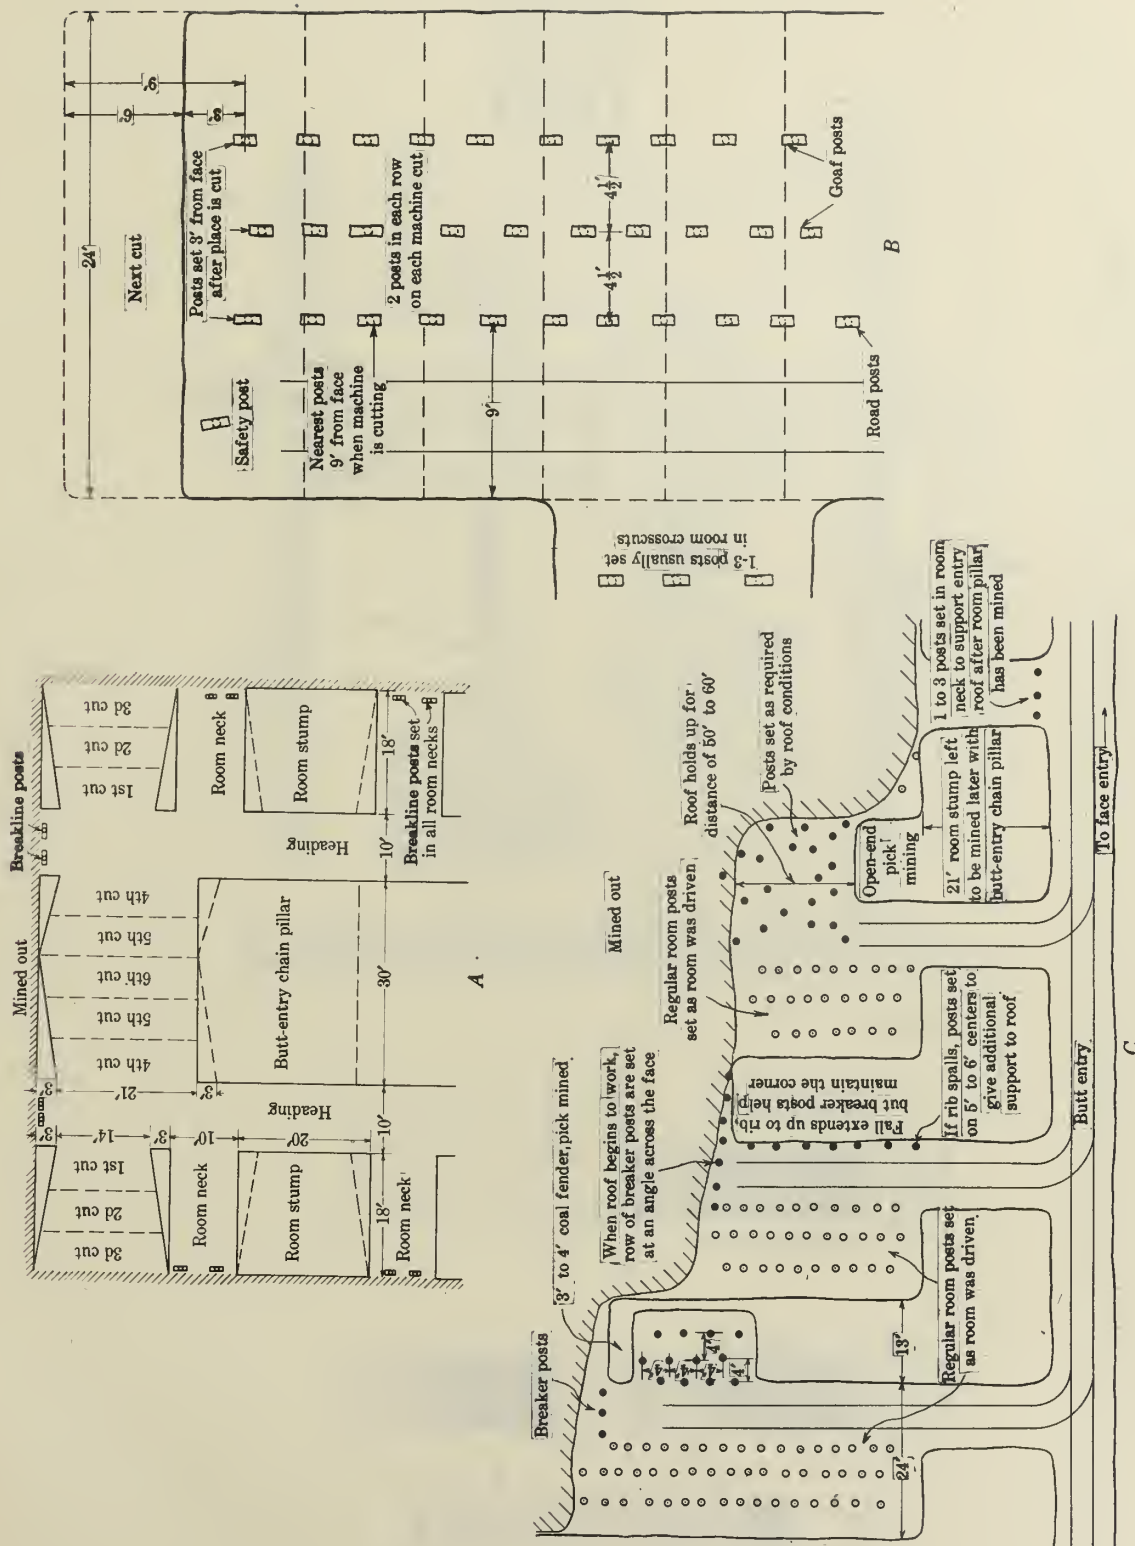 Mined out
Breakline posts
3'
14'
3'
10'
20'
18'
10'
3'
21'
3'
30'
10'
18'
3d cut
2d cut
1st cut
4th cut
5th cut
6th cut
5th cut
4th cut
1st cut
2d cut
3d cut
Room neck
Room stump
Room neck
Heading
Butt-entry chain pillar
Heading
Room neck
Room stump
Breakline posts set
in all room necks
A
24'
Next cut
9'
6'
3'
Posts set 3' from face
after place is cut
Safety post
Nearest posts
9' from face
when machine
is cutting
2 posts in each row
on each machine cut
9'
4½'
4½'
Road posts
Goaf posts
1-3 posts usually set
in room crosscuts
B
Breaker posts
3' to 4' coal fender, pick mined
When roof begins to work,
row of breaker posts are set
at an angle across the face
Regular room posts
set as room was driven
Mined out
Roof holds up for
distance of 50' to 60'
Posts set as required
by roof conditions
4'
4'
4'
4'
4'
Fall extends up to rib,
but breaker posts help
maintain the corner
Open-end
pick
mining
21' room stump left
to be mined later with
butt-entry chain pillar
1 to 3 posts set in room
neck to support entry
roof after room pillar
has been mined
24'
13'
Regular room posts set
as room was driven
If rib spalls, posts set
on 5' to 6' centers to
give additional
support to roof
Butt entry
To face entry
C